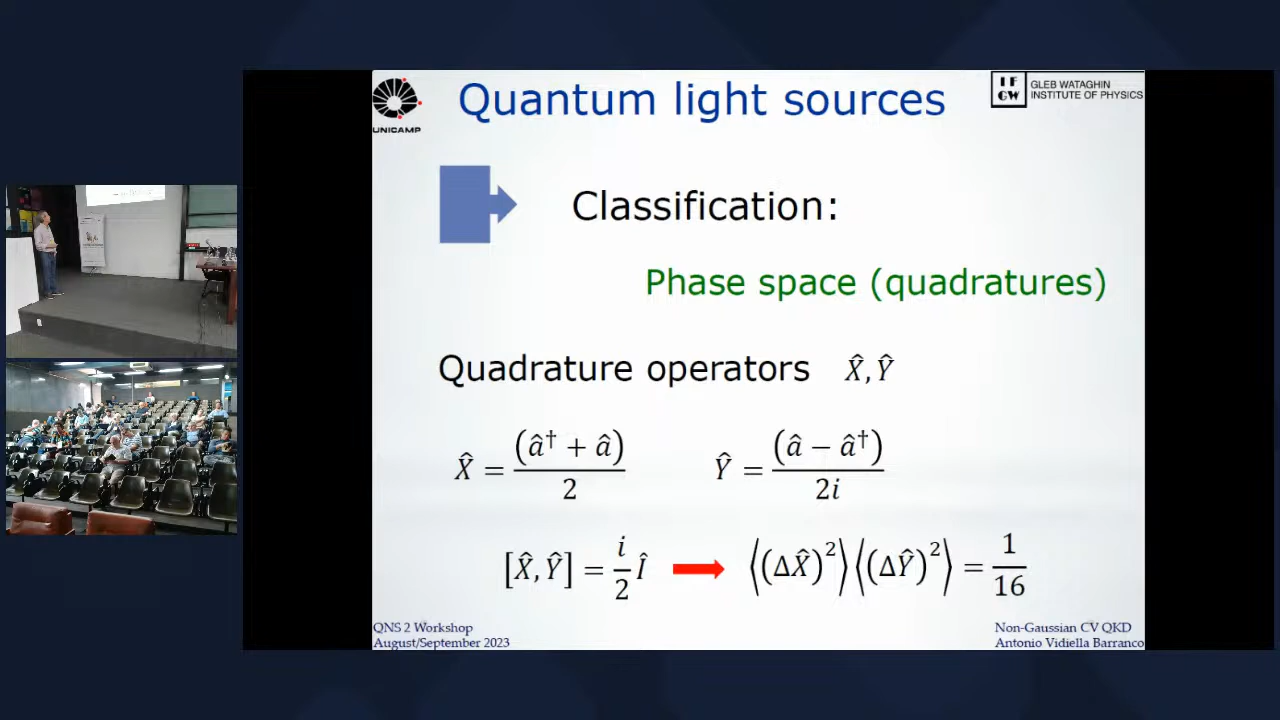 Quantum light sources
UNICAMP
I F
GW
GLEB WATAGHIN
INSTITUTE OF PHYSICS
Classification:
Phase space (quadratures)
Quadrature operators X̂, Ŷ
X̂ = (â† + â) / 2    Ŷ = (â − â†) / 2i
[X̂, Ŷ] = i/2 Î → ⟨(ΔX̂)²⟩⟨(ΔŶ)²⟩ = 1/16
QNS 2 Workshop
August/September 2023
Non-Gaussian CV QKD
Antonio Vidiella Barranco